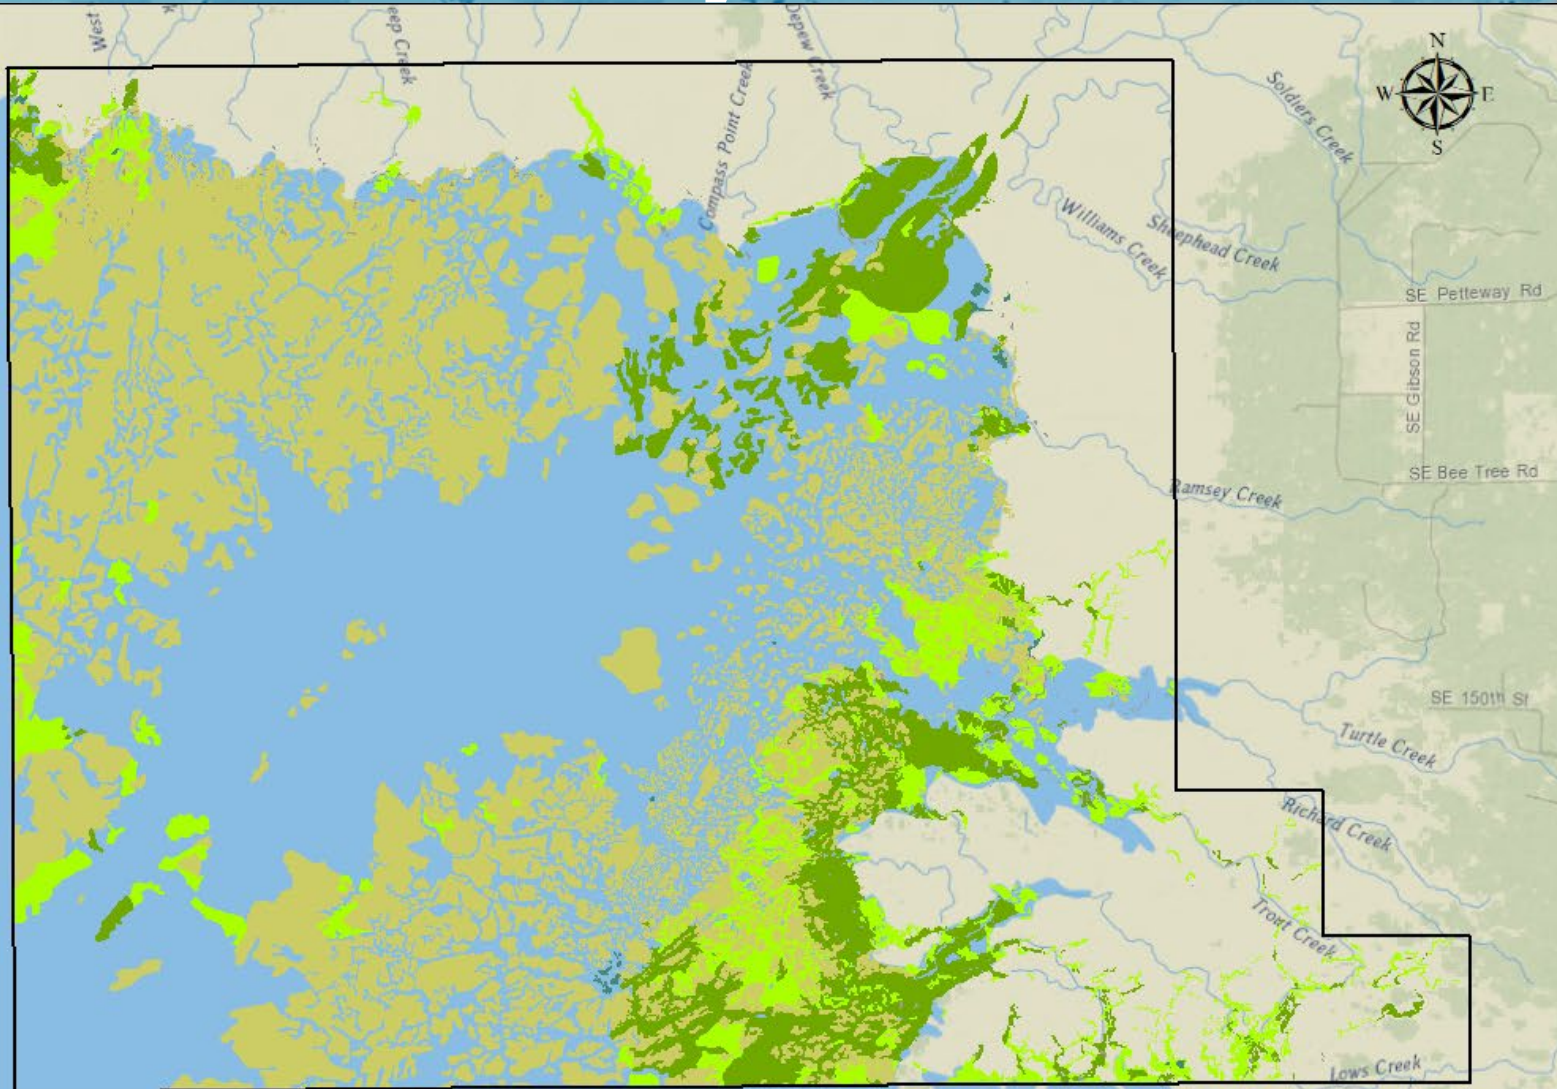 West
eep Creek
Depew Creek
Compass Point Creek
Soldiers Creek
N
W
E
S
Williams Creek
Sheephead Creek
SE Petteway Rd
SE Gibson Rd
SE Bee Tree Rd
Ramsey Creek
SE 150th St
Turtle Creek
Richard Creek
Trout Creek
Lows Creek